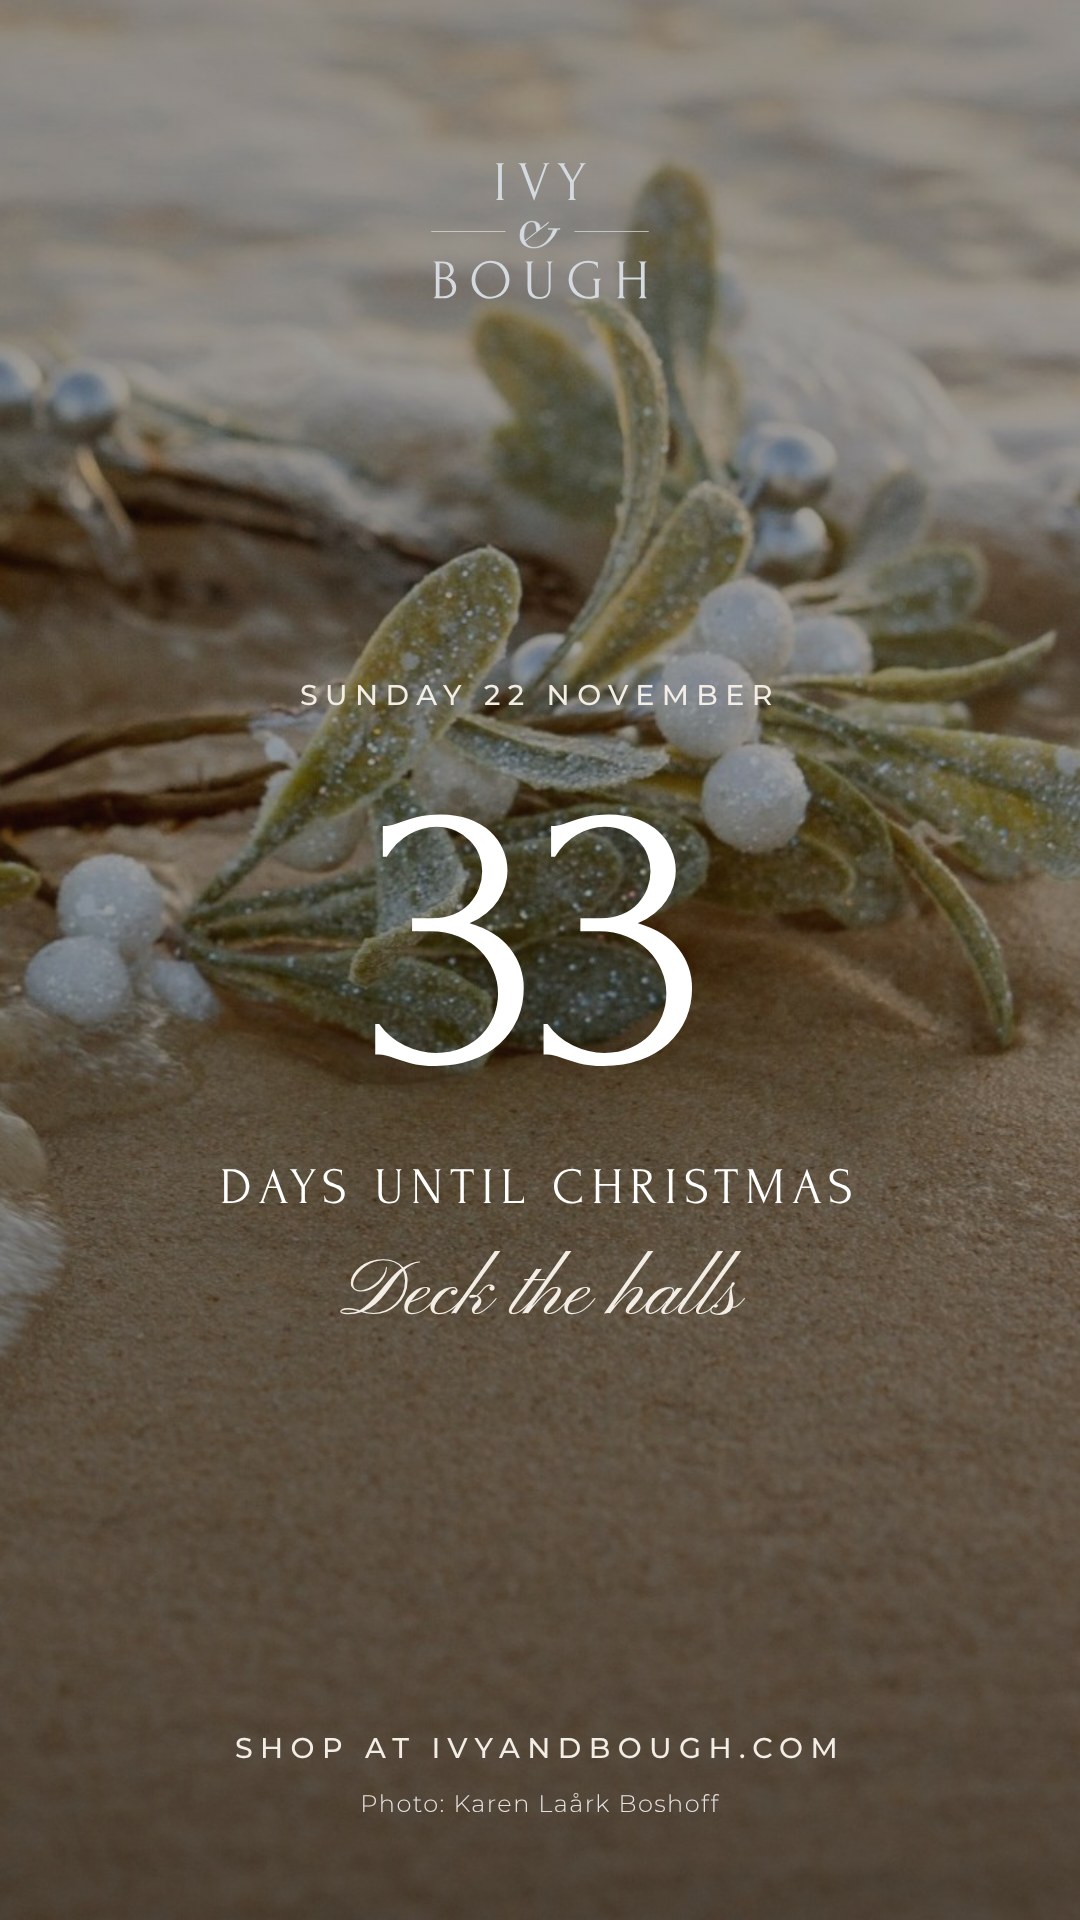 IVY
&
BOUGH
SUNDAY 22 NOVEMBER
33
DAYS UNTIL CHRISTMAS
Deck the halls
SHOP AT IVYANDBOUGH.COM
Photo: Karen Laårk Boshoff